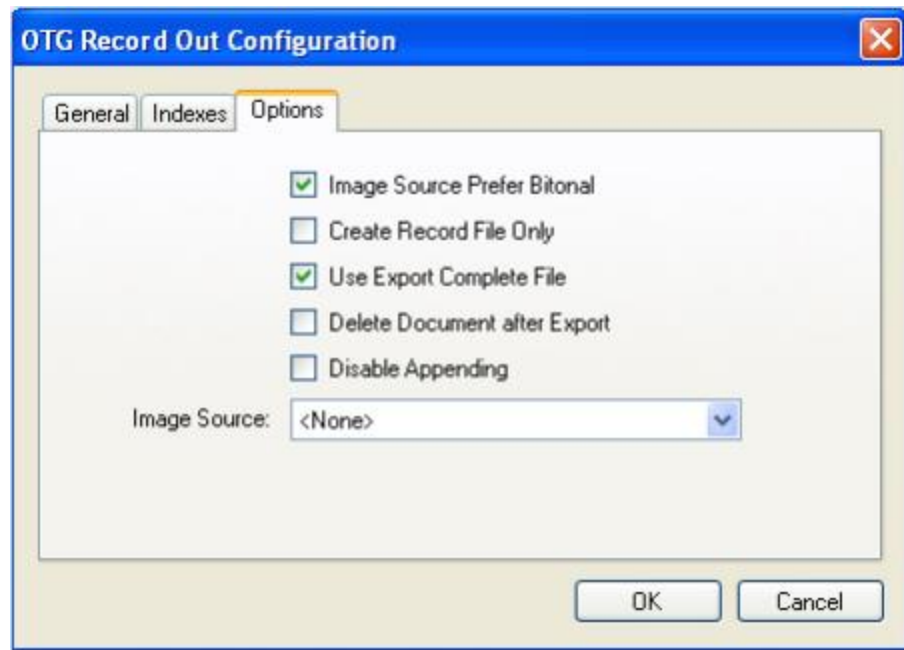 OTG Record Out Configuration
General Indexes Options
Image Source Prefer Bitonal
Create Record File Only
Use Export Complete File
Delete Document after Export
Disable Appending
Image Source: <None>
OK Cancel